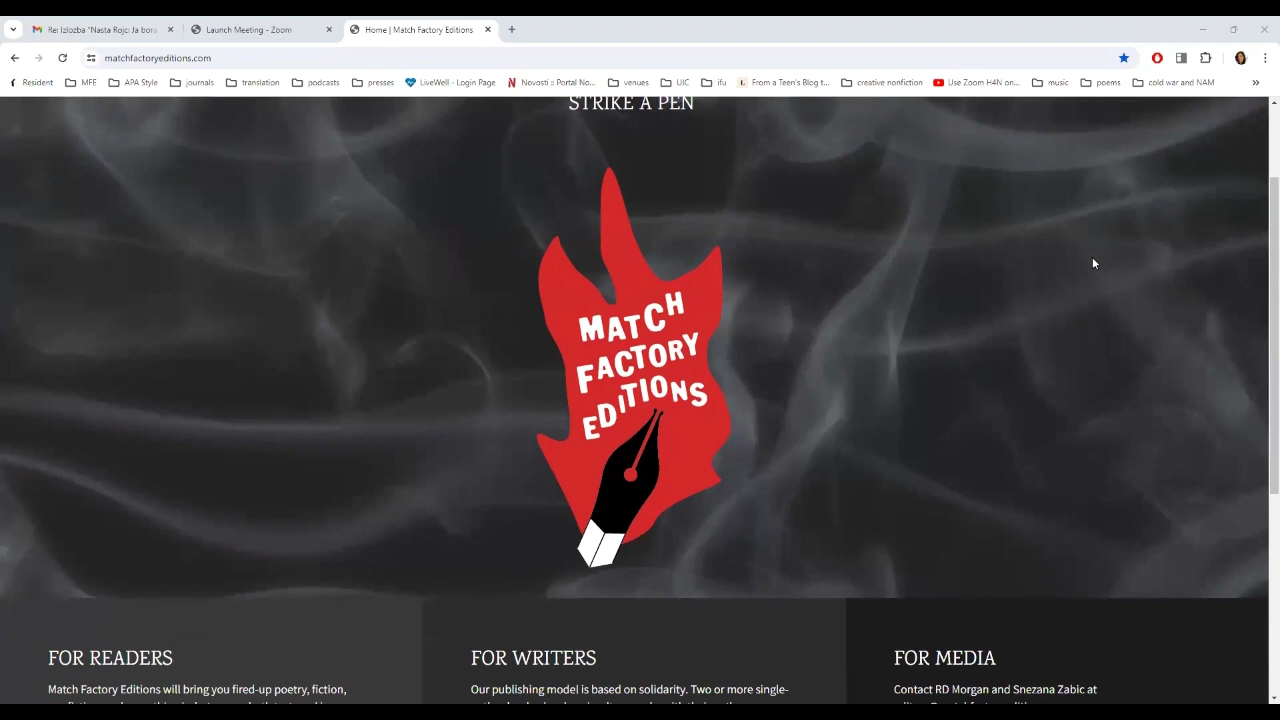 Re: Izložba "Nasta Rojc: Ja bora
Launch Meeting - Zoom
Home | Match Factory Editions
matchfactoryeditions.com
Resident
MFE
APA Style
journals
translation
podcasts
presses
LiveWell - Login Page
Novosti :: Portal No...
venues
UIC
ifu
From a Teen's Blog t...
creative nonfiction
Use Zoom H4N on...
music
poems
cold war and NAM
STRIKE A PEN
MATCH
FACTORY
EDITIONS
FOR READERS
Match Factory Editions will bring you fired-up poetry, fiction,
FOR WRITERS
Our publishing model is based on solidarity. Two or more single-
FOR MEDIA
Contact RD Morgan and Snezana Zabic at